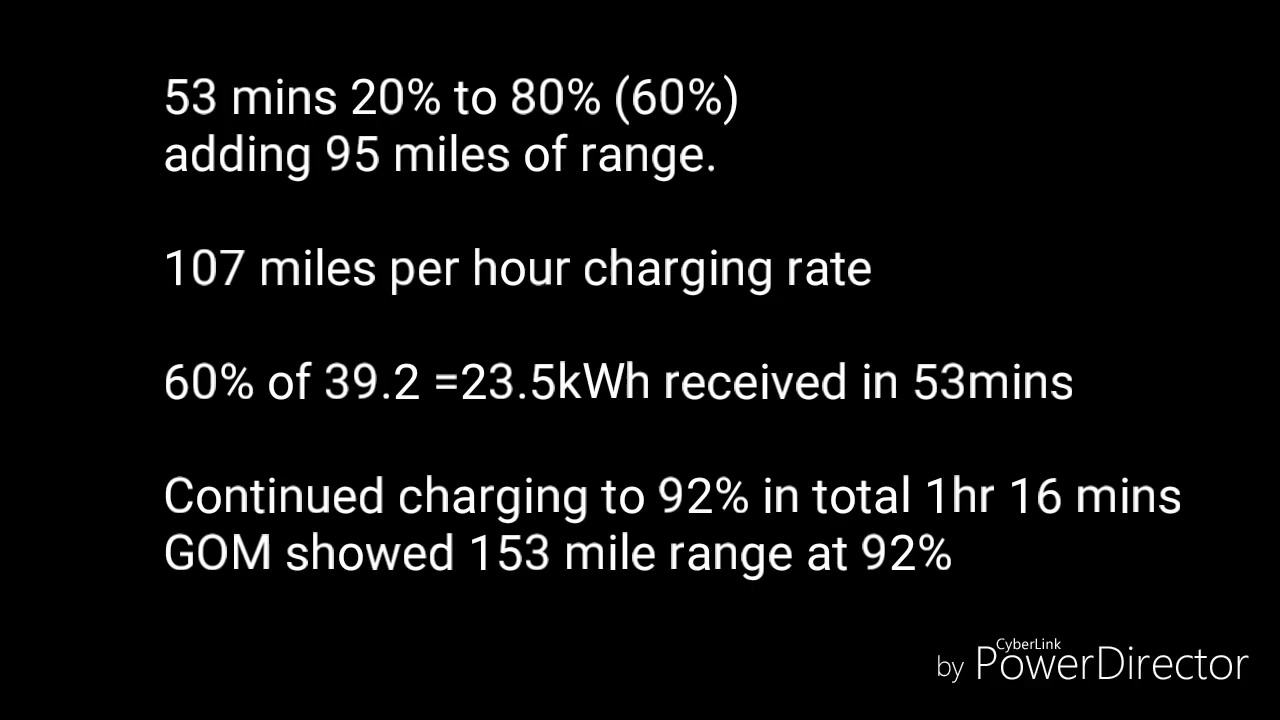 53 mins 20% to 80% (60%)
adding 95 miles of range.
107 miles per hour charging rate
60% of 39.2 =23.5kWh received in 53mins
Continued charging to 92% in total 1hr 16 mins
GOM showed 153 mile range at 92%
CyberLink
by PowerDirector